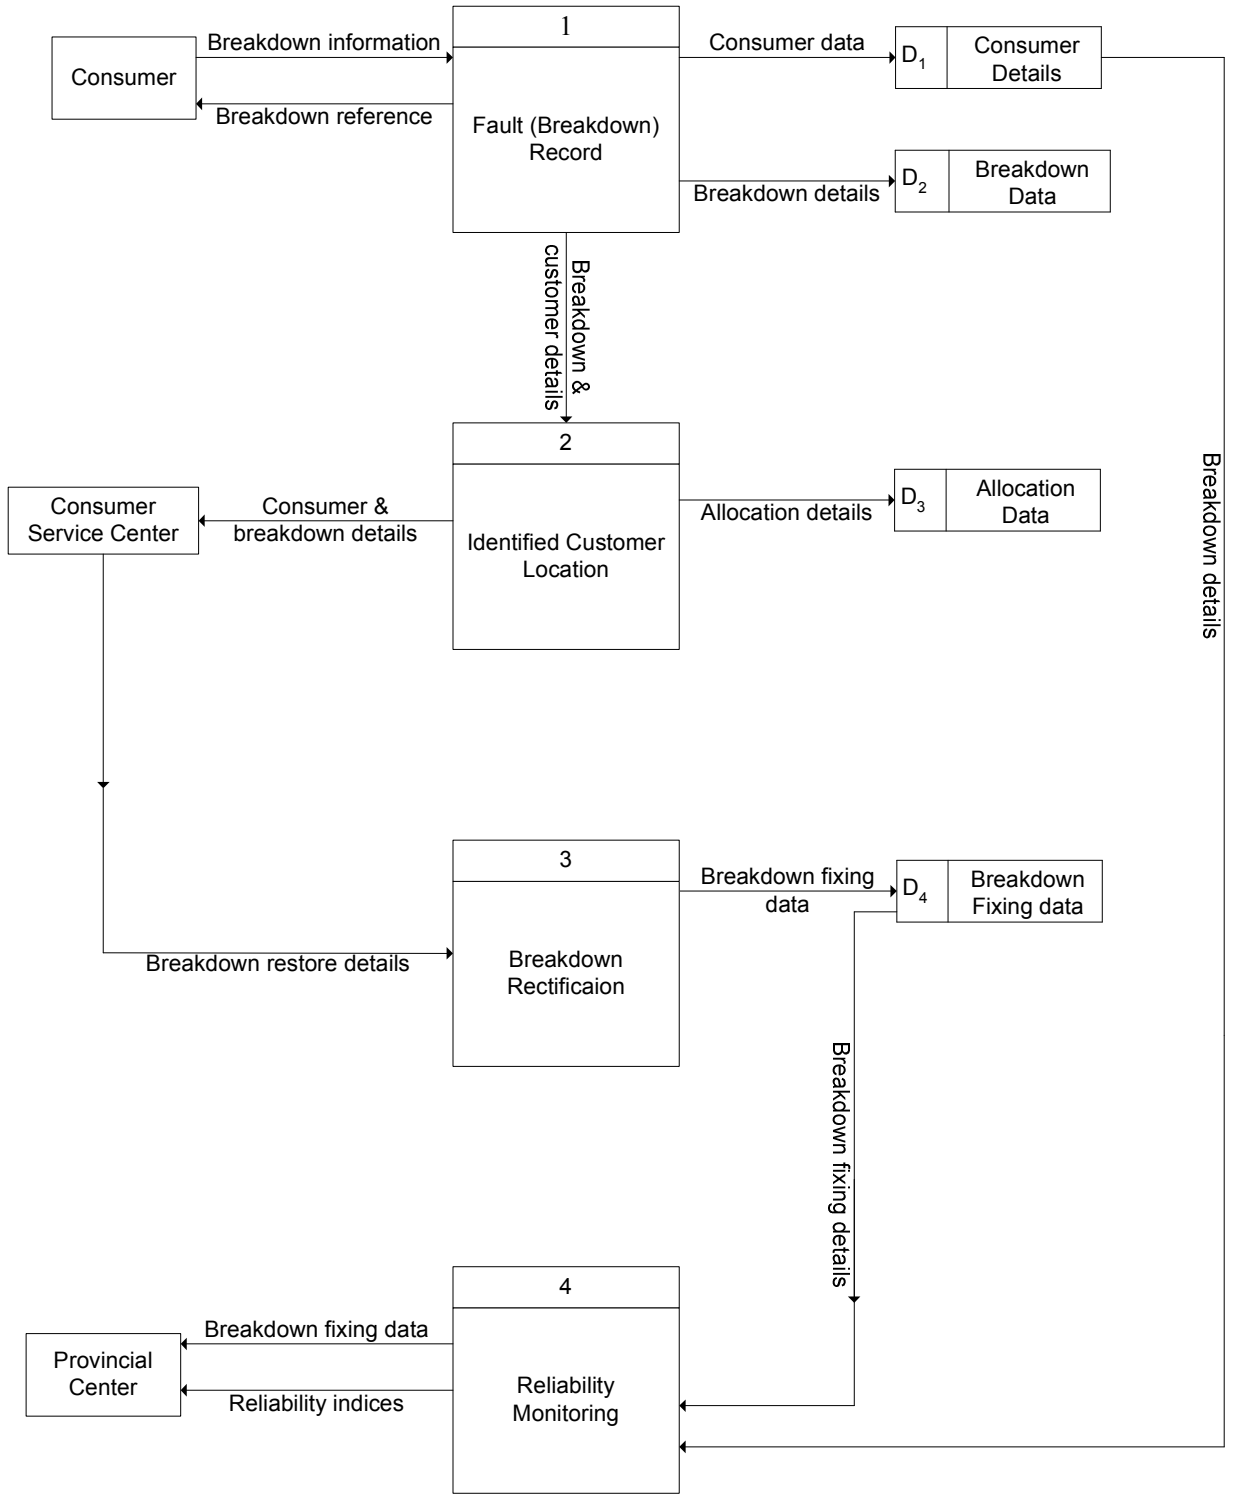 1
Breakdown information
Consumer data
Consumer
D1
Consumer
Details
Breakdown reference
Fault (Breakdown)
Record
Breakdown details
D2
Breakdown
Data
Breakdown &
customer details
2
Consumer
Service Center
Consumer &
breakdown details
Identified Customer
Location
Allocation details
D3
Allocation
Data
Breakdown details
3
Breakdown fixing
data
D4
Breakdown
Fixing data
Breakdown restore details
Breakdown
Rectificaion
Breakdown fixing details
4
Breakdown fixing data
Provincial
Center
Reliability indices
Reliability
Monitoring